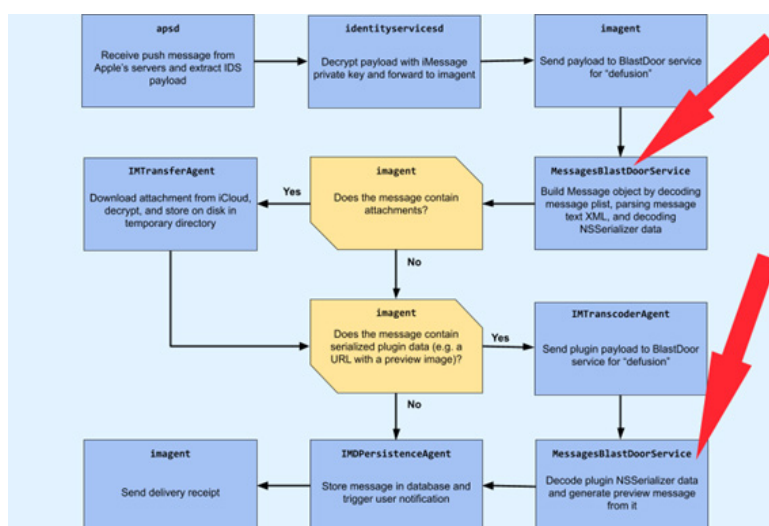 apsd
Receive push message from
Apple's servers and extract IDS
payload
identityservicesd
Decrypt payload with iMessage
private key and forward to
imagent
imagent
Send payload to BlastDoor service
for "defusion"
IMTransferAgent
Download attachment from iCloud,
decrypt, and store on disk in
temporary directory
Yes
imagent
Does the message contain
attachments?
MessagesBlastDoorService
Build Message object by decoding
message plist, parsing message
text XML, and decoding
NSSerializer data
No
imagent
Does the message contain
serialized plugin data (e.g. a
URL with a preview image)?
Yes
IMTranscoderAgent
Send plugin payload to BlastDoor
service for "defusion"
No
imagent
Send delivery receipt
IMDPersistenceAgent
Store message in database and
trigger user notification
MessagesBlastDoorService
Decode plugin NSSerializer data
and generate preview message
from it